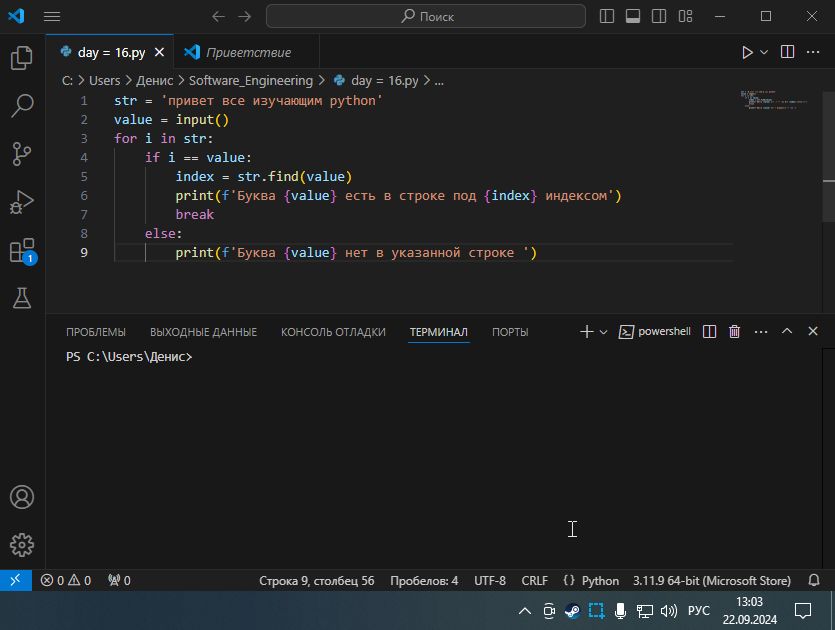 Поиск
day = 16.py
Приветствие
C: > Users > Денис > Software_Engineering > day = 16.py > ...
1 str = 'привет все изучающим python'
2 value = input()
3 for i in str:
4 if i == value:
5 index = str.find(value)
6 print(f'Буква {value} есть в строке под {index} индексом')
7 break
8 else:
9 print(f'Буква {value} нет в указанной строке ')
1
ПРОБЛЕМЫ ВЫХОДНЫЕ ДАННЫЕ КОНСОЛЬ ОТЛАДКИ ТЕРМИНАЛ ПОРТЫ powershell
PS C:\Users\Денис>
0 0 0 Строка 9, столбец 56 Пробелов: 4 UTF-8 CRLF {} Python 3.11.9 64-bit (Microsoft Store)
РУС
13:03
22.09.2024